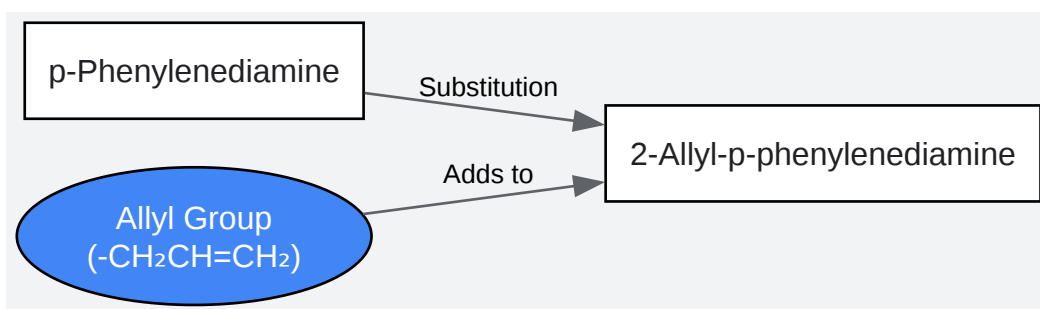 p-Phenylenediamine
Substitution
2-Allyl-p-phenylenediamine
Adds to
Allyl Group
(-CH₂CH=CH₂)